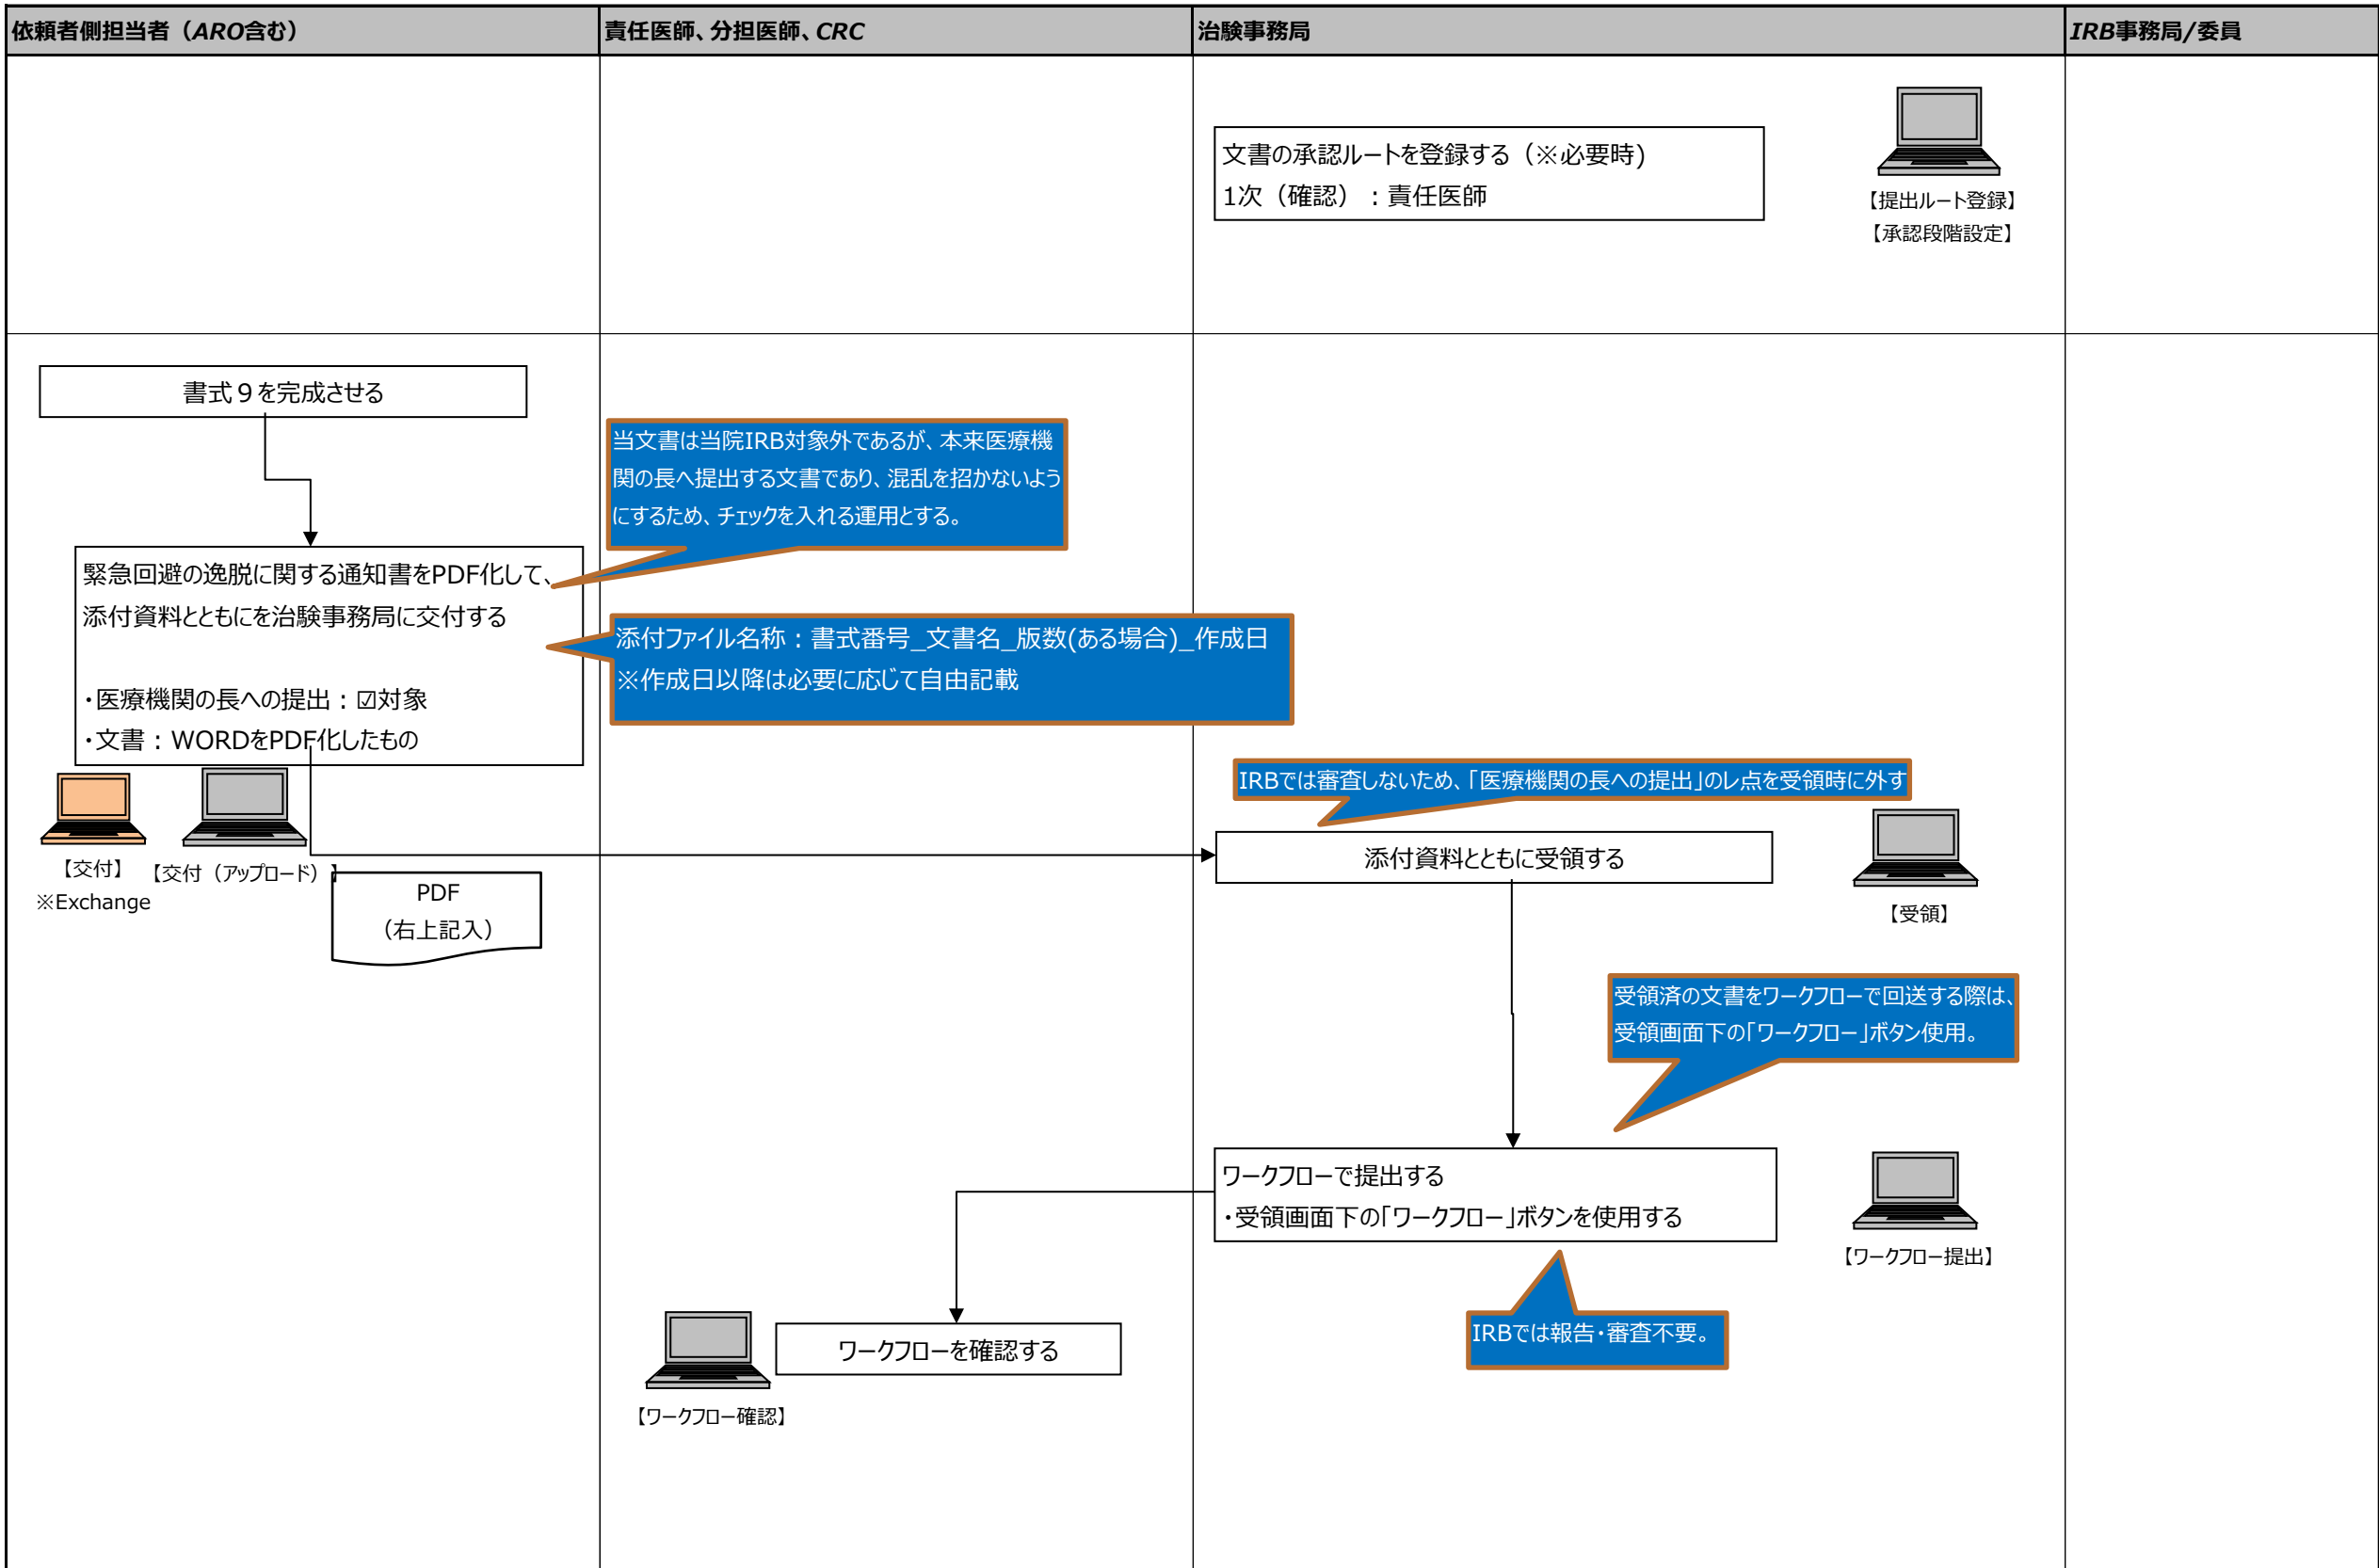 依頼者側担当者（ARO含む）
責任医師、分担医師、CRC
治験事務局
IRB事務局/委員
文書の承認ルートを登録する（※必要時)
1次（確認）：責任医師
【提出ルート登録】
【承認段階設定】
書式９を完成させる
当文書は当院IRB対象外であるが、本来医療機
関の長へ提出する文書であり、混乱を招かないよう
にするため、チェックを入れる運用とする。
緊急回避の逸脱に関する通知書をPDF化して、
添付資料とともにを治験事務局に交付する
・医療機関の長への提出：☑対象
・文書：WORDをPDF化したもの
添付ファイル名称：書式番号_文書名_版数(ある場合)_作成日
※作成日以降は必要に応じて自由記載
IRBでは審査しないため、「医療機関の長への提出」のレ点を受領時に外す
【交付】
※Exchange
【交付（アップロード）】
PDF
（右上記入）
添付資料とともに受領する
【受領】
受領済の文書をワークフローで回送する際は、
受領画面下の「ワークフロー」ボタン使用。
ワークフローで提出する
・受領画面下の「ワークフロー」ボタンを使用する
【ワークフロー提出】
IRBでは報告・審査不要。
ワークフローを確認する
【ワークフロー確認】